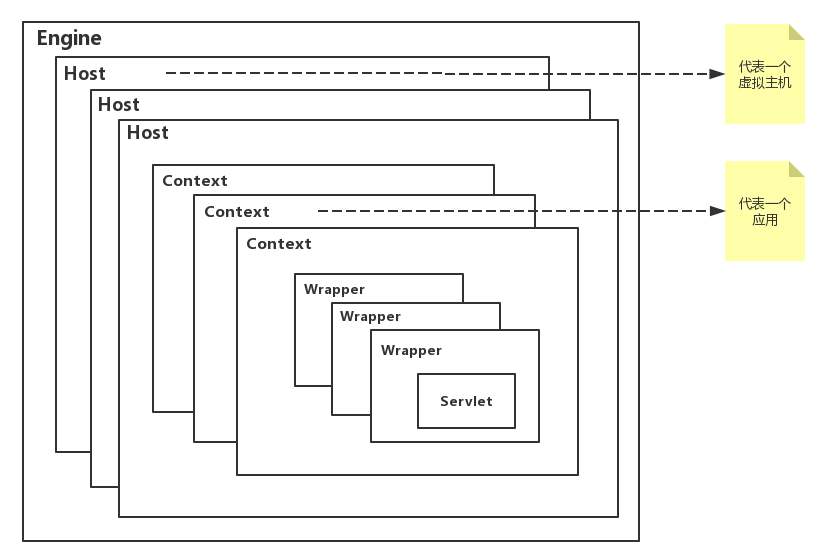 Engine
Host
代表一个
虚拟主机
Host
Host
Context
Context
代表一个
应用
Context
Wrapper
Wrapper
Wrapper
Servlet